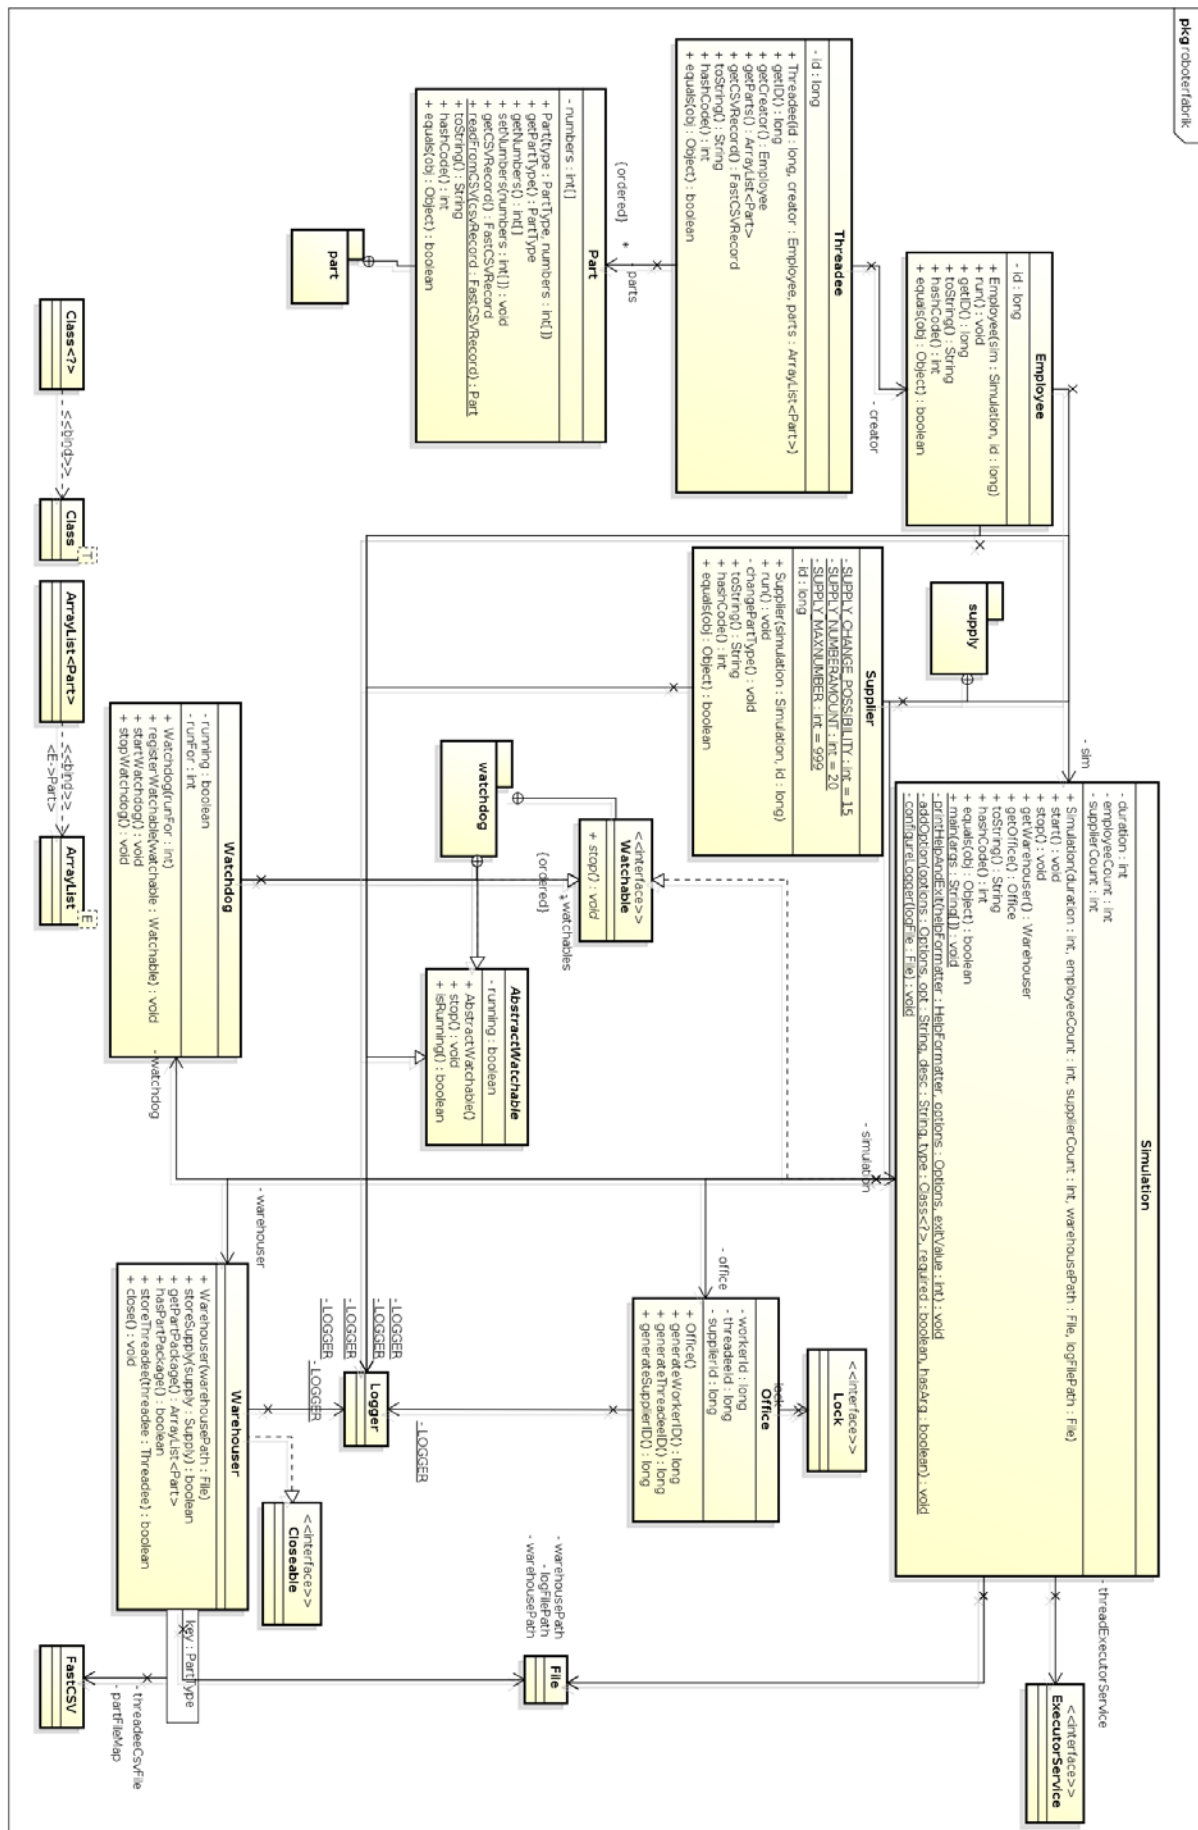 pkg roboterfabrik
Employee
- id : long
+ Employee(sim : Simulation, id : long)
+ run() : void
+ getID() : long
+ toString() : String
+ hashCode() : int
+ equals(obj : Object) : boolean
- creator
Threadee
- id : long
+ Threadee(id : long, creator : Employee, parts : ArrayList<Part>)
+ getID() : long
+ getCreator() : Employee
+ getParts() : ArrayList<Part>
+ getCSVRecord() : FastCSVRecord
+ toString() : String
+ hashCode() : int
+ equals(obj : Object) : boolean
- parts
*
{ordered}
Part
- numbers : int[]
+ Part(type : PartType, numbers : int[])
+ getPartType() : PartType
+ getNumbers() : int[]
+ setNumbers(numbers : int[]) : void
+ getCSVRecord() : FastCSVRecord
+ readFromCSV(csvRecord : FastCSVRecord) : Part
+ toString() : String
+ hashCode() : int
+ equals(obj : Object) : boolean
part
Class<?>
<<bind>>
Class
T
ArrayList<Part>
<<bind>>
<E->Part>
ArrayList
E
supply
Supplier
- SUPPLY_CHANGE_POSSIBILITY : int = 15
- SUPPLY_NUMBERAMOUNT : int = 20
- SUPPLY_MAXNUMBER : int = 999
- id : long
+ Supplier(simulation : Simulation, id : long)
+ run() : void
- changePartType() : void
+ toString() : String
+ hashCode() : int
+ equals(obj : Object) : boolean
- sim
- simulation
Simulation
- duration : int
- employeeCount : int
- supplierCount : int
+ Simulation(duration : int, employeeCount : int, supplierCount : int, warehousePath : File, logFilePath : File)
+ start() : void
+ stop() : void
+ getWarehouser() : Warehouser
+ getOffice() : Office
+ toString() : String
+ hashCode() : int
+ equals(obj : Object) : boolean
+ main(args : String[]) : void
- printHelpAndExit(helpFormatter : HelpFormatter, options : Options, exitValue : int) : void
- addOption(options : Options, opt : String, desc : String, type : Class<?>, required : boolean, hasArg : boolean) : void
- configureLogger(logFile : File) : void
watchdog
<<interface>>
Watchable
+ stop() : void
- watchables
*
{ordered}
AbstractWatchable
- running : boolean
+ AbstractWatchable()
+ stop() : void
+ isRunning() : boolean
Watchdog
- running : boolean
- runFor : int
+ Watchdog(runFor : int)
+ registerWatchable(watchable : Watchable) : void
+ startWatchdog() : void
+ stopWatchdog() : void
- watchdog
- warehouser
- office
<<interface>>
Lock
lock
Office
- workerId : long
- threadeeId : long
- supplierId : long
+ Office()
+ generateWorkerID() : long
+ generateThreadeeID() : long
+ generateSupplierID() : long
- LOGGER
- LOGGER
- LOGGER
- LOGGER
- LOGGER
- LOGGER
Logger
<<interface>>
Closeable
Warehouser
+ Warehouser(warehousePath : File)
+ storeSupply(supply : Supply) : boolean
+ getPartPackage() : ArrayList<Part>
+ hasPartPackage() : boolean
+ storeThreadee(threadee : Threadee) : boolean
+ close() : void
key : PartType
- warehousePath
- logFilePath
- warehousePath
File
- threadExecutorService
<<interface>>
ExecutorService
- threadeeCsvFile
- partFileMap
FastCSV